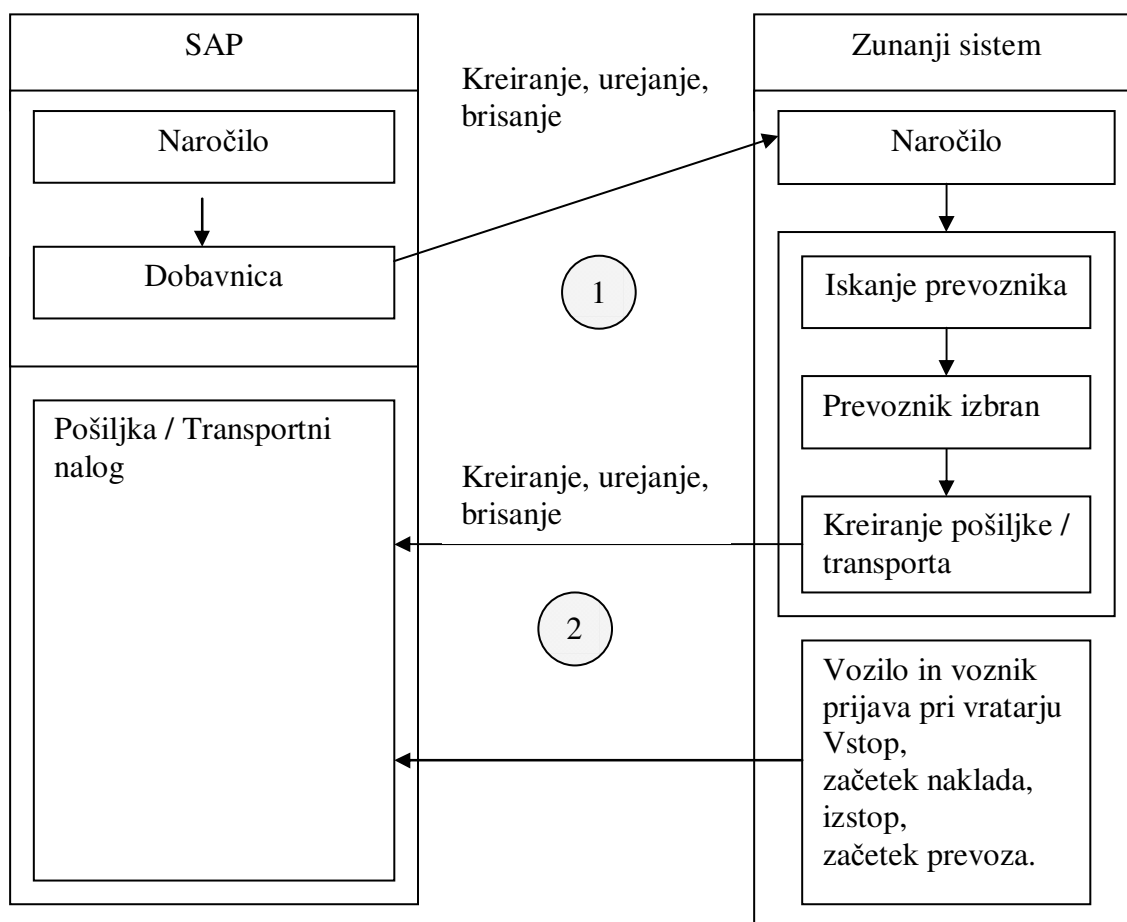 SAP
Naročilo
Dobavnica
Pošiljka / Transportni
nalog
Kreiranje, urejanje,
brisanje
1
Kreiranje, urejanje,
brisanje
2
Zunanji sistem
Naročilo
Iskanje prevoznika
Prevoznik izbran
Kreiranje pošiljke /
transporta
Vozilo in voznik
prijava pri vratarju
Vstop,
začetek naklada,
izstop,
začetek prevoza.